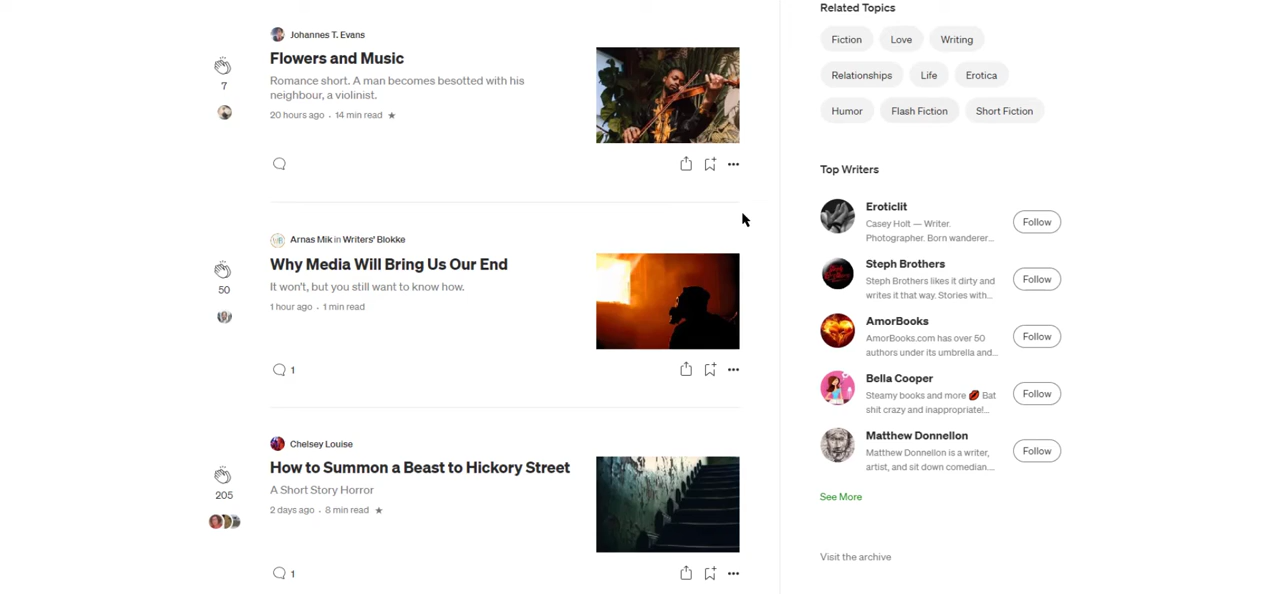 Johannes T. Evans
Flowers and Music
Romance short. A man becomes besotted with his
neighbour, a violinist.
20 hours ago · 14 min read ★
7
Arnas Mik in Writers' Blokke
Why Media Will Bring Us Our End
It won't, but you still want to know how.
1 hour ago · 1 min read
50
1
Chelsey Louise
How to Summon a Beast to Hickory Street
A Short Story Horror
2 days ago · 8 min read ★
205
1
Related Topics
Fiction
Love
Writing
Relationships
Life
Erotica
Humor
Flash Fiction
Short Fiction
Top Writers
Eroticlit
Casey Holt — Writer.
Photographer. Born wanderer...
Follow
Steph Brothers
Steph Brothers likes it dirty and
writes it that way. Stories with...
Follow
AmorBooks
AmorBooks.com has over 50
authors under its umbrella and...
Follow
Bella Cooper
Steamy books and more 💋 Bat
shit crazy and inappropriate!...
Follow
Matthew Donnellon
Matthew Donnellon is a writer,
artist, and sit down comedian....
Follow
See More
Visit the archive